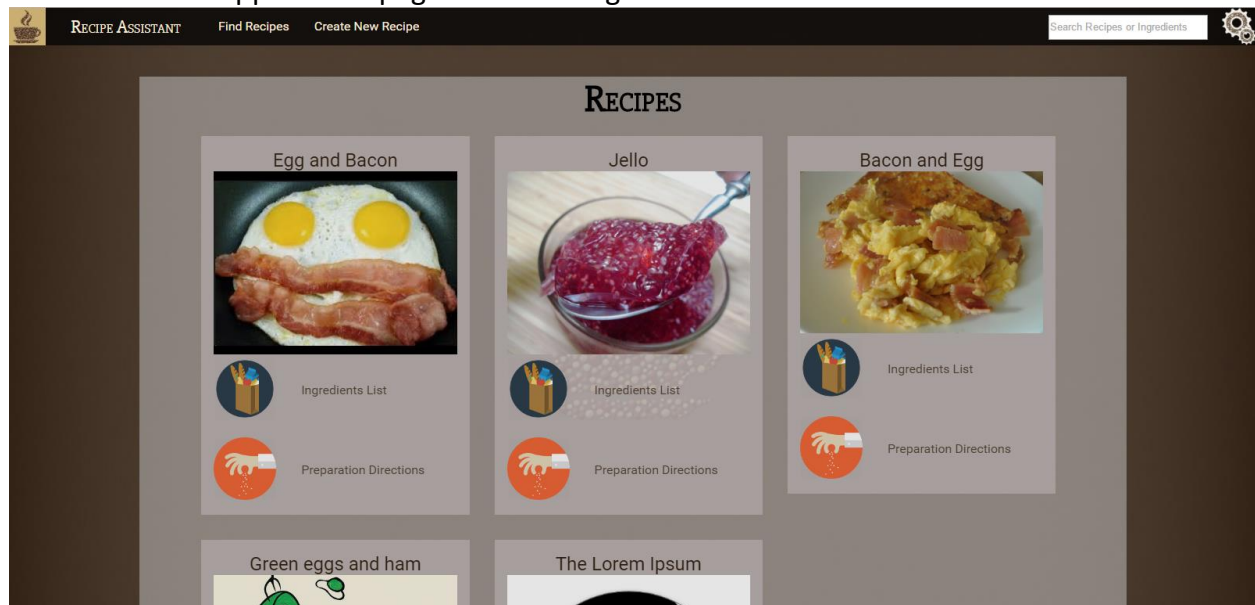 Recipe Assistant
Find Recipes
Create New Recipe
Search Recipes or Ingredients
Recipes
Egg and Bacon
Jello
Bacon and Egg
Ingredients List
Ingredients List
Ingredients List
Preparation Directions
Preparation Directions
Preparation Directions
Green eggs and ham
The Lorem Ipsum